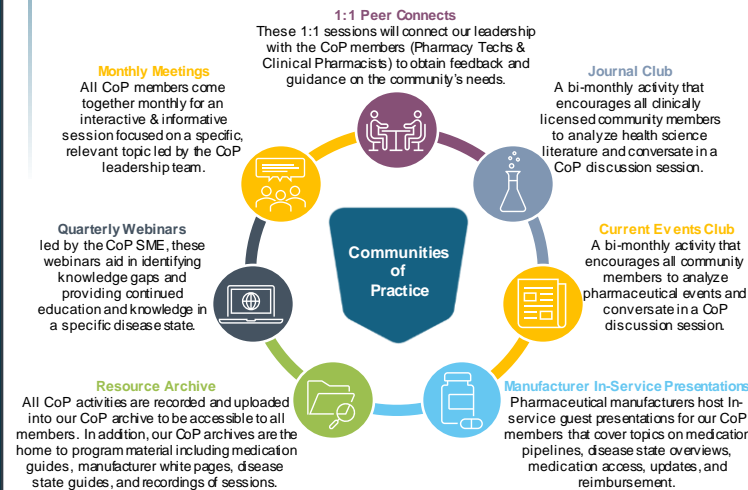 1:1 Peer Connects
These 1:1 sessions will connect our leadership
with the CoP members (Pharmacy Techs &
Clinical Pharmacists) to obtain feedback and
guidance on the community's needs.
Monthly Meetings
All CoP members come
together monthly for an
interactive & informative
session focused on a specific,
relevant topic led by the CoP
leadership team.
Journal Club
A bi-monthly activity that
encourages all clinically
licensed community members
to analyze health science
literature and conversate in a
CoP discussion session.
Quarterly Webinars
led by the CoP SME, these
webinars aid in identifying
knowledge gaps and
providing continued
education and knowledge in
a specific disease state.
Communities
of
Practice
Current Events Club
A bi-monthly activity that
encourages all community
members to analyze
pharmaceutical events and
conversate in a CoP
discussion session.
Resource Archive
All CoP activities are recorded and uploaded
into our CoP archive to be accessible to all
members. In addition, our CoP archives are the
home to program material including medication
guides, manufacturer white pages, disease
state guides, and recordings of sessions.
Manufacturer In-Service Presentations
Pharmaceutical manufacturers host In-
service guest presentations for our CoP
members that cover topics on medication
pipelines, disease state overviews,
medication access, updates, and
reimbursement.